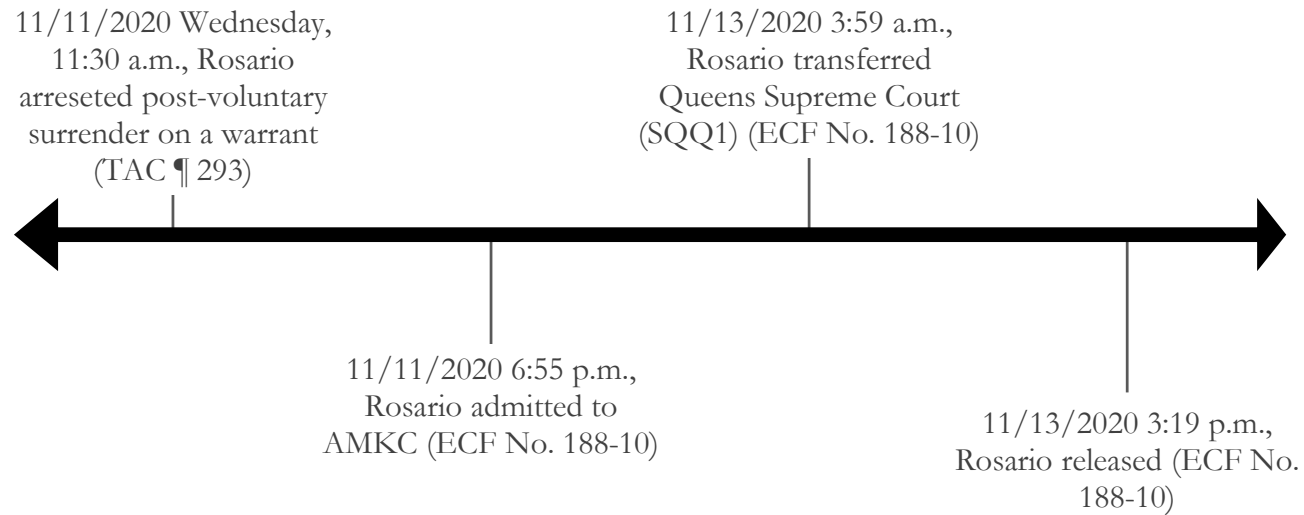 11/11/2020 Wednesday,
11:30 a.m., Rosario
arreseted post-voluntary
surrender on a warrant
(TAC ¶ 293)
11/11/2020 6:55 p.m.,
Rosario admitted to
AMKC (ECF No. 188-10)
11/13/2020 3:59 a.m.,
Rosario transferred
Queens Supreme Court
(SQQ1) (ECF No. 188-10)
11/13/2020 3:19 p.m.,
Rosario released (ECF No.
188-10)